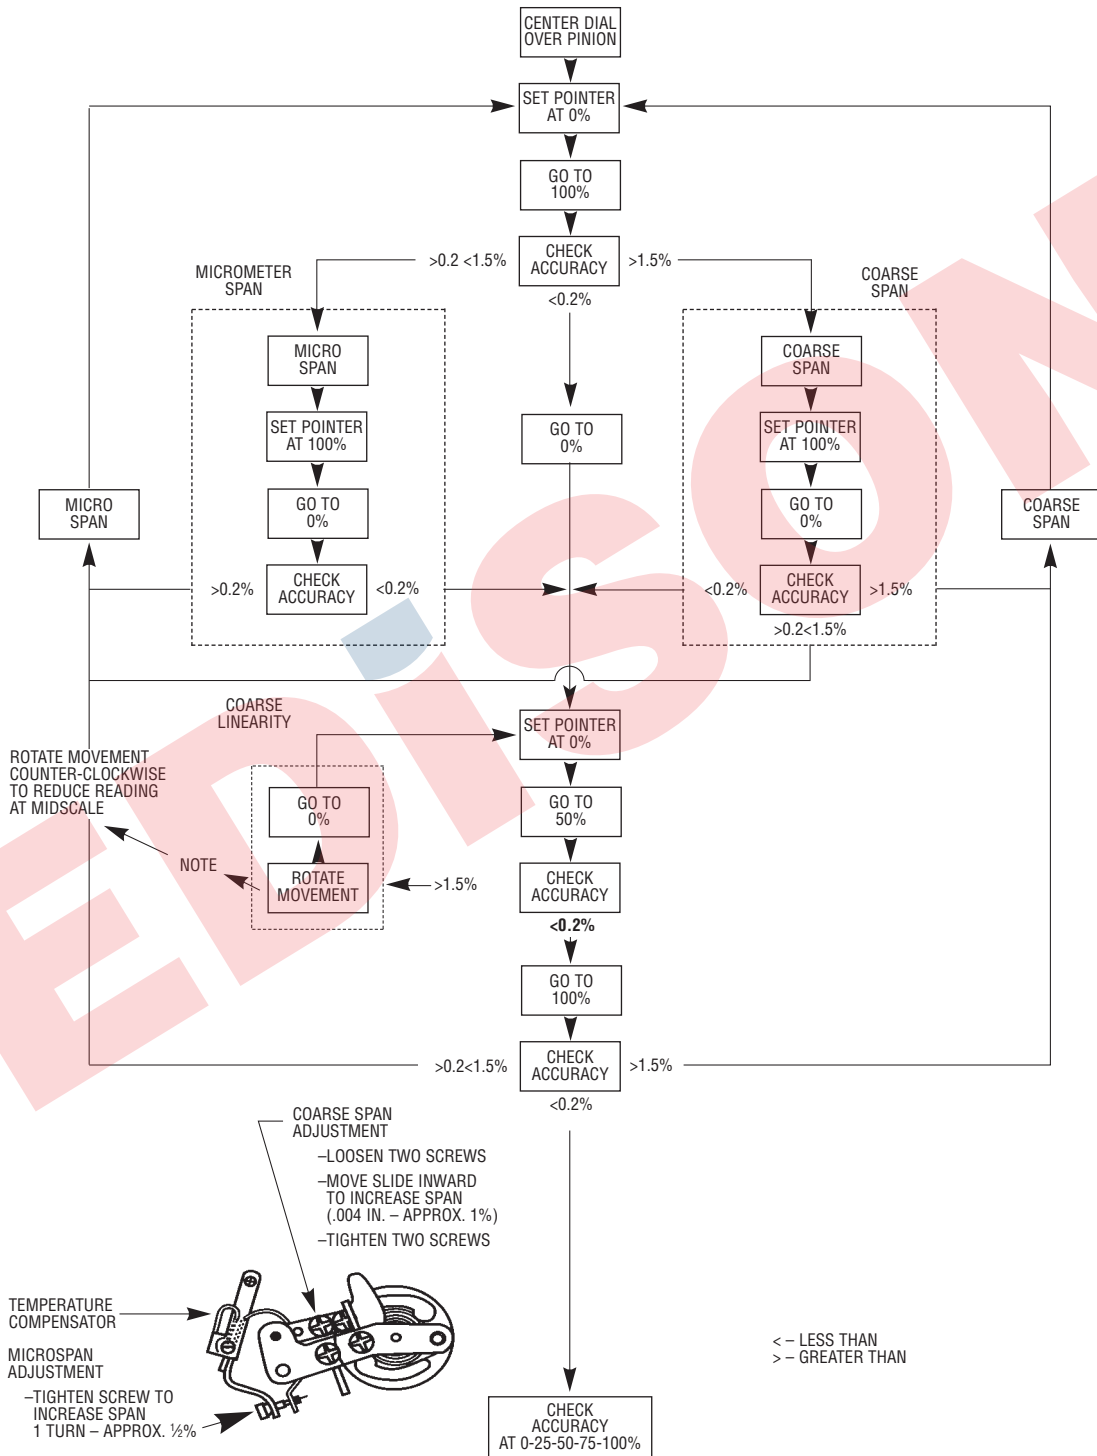 CENTER DIAL
OVER PINION
SET POINTER
AT 0%
GO TO
100%
CHECK
ACCURACY
>0.2 <1.5%
>1.5%
<0.2%
MICROMETER
SPAN
COARSE
SPAN
MICRO
SPAN
SET POINTER
AT 100%
GO TO
0%
CHECK
ACCURACY
>0.2%
<0.2%
GO TO
0%
COARSE
SPAN
SET POINTER
AT 100%
GO TO
0%
CHECK
ACCURACY
<0.2%
>1.5%
>0.2<1.5%
MICRO
SPAN
COARSE
SPAN
EDiSON
COARSE
LINEARITY
SET POINTER
AT 0%
ROTATE MOVEMENT
COUNTER-CLOCKWISE
TO REDUCE READING
AT MIDSCALE
NOTE
GO TO
0%
ROTATE
MOVEMENT
>1.5%
GO TO
50%
CHECK
ACCURACY
<0.2%
GO TO
100%
CHECK
ACCURACY
>0.2<1.5%
>1.5%
<0.2%
COARSE SPAN
ADJUSTMENT
–LOOSEN TWO SCREWS
–MOVE SLIDE INWARD
TO INCREASE SPAN
(.004 IN. – APPROX. 1%)
–TIGHTEN TWO SCREWS
TEMPERATURE
COMPENSATOR
MICROSPAN
ADJUSTMENT
–TIGHTEN SCREW TO
INCREASE SPAN
1 TURN – APPROX. ½%
< – LESS THAN
> – GREATER THAN
CHECK
ACCURACY
AT 0-25-50-75-100%